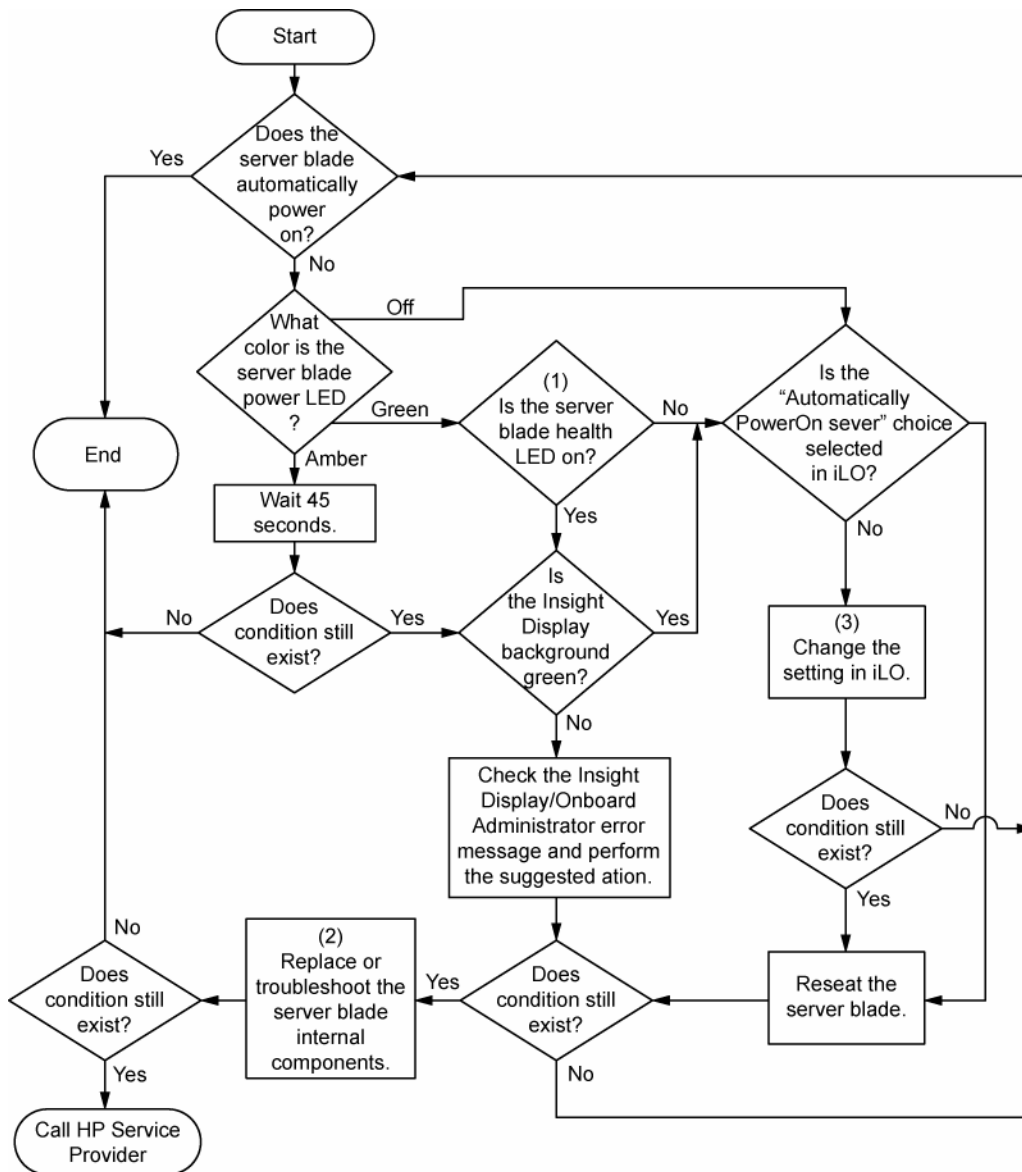 Start
Does the
server blade
automatically
power
on?
Yes
No
What
color is the
server blade
power LED
?
Off
Green
Amber
(1)
Is the server
blade health
LED on?
No
Yes
Is the
“Automatically
PowerOn sever” choice
selected
in iLO?
No
End
Wait 45
seconds.
Does
condition still
exist?
No
Yes
Is
the Insight
Display
background
green?
Yes
No
(3)
Change the
setting in iLO.
Check the Insight
Display/Onboard
Administrator error
message and perform
the suggested ation.
Does
condition still
exist?
No
Yes
Reseat the
server blade.
Does
condition still
exist?
Yes
No
(2)
Replace or
troubleshoot the
server blade
internal
components.
Does
condition still
exist?
No
Yes
Call HP Service
Provider